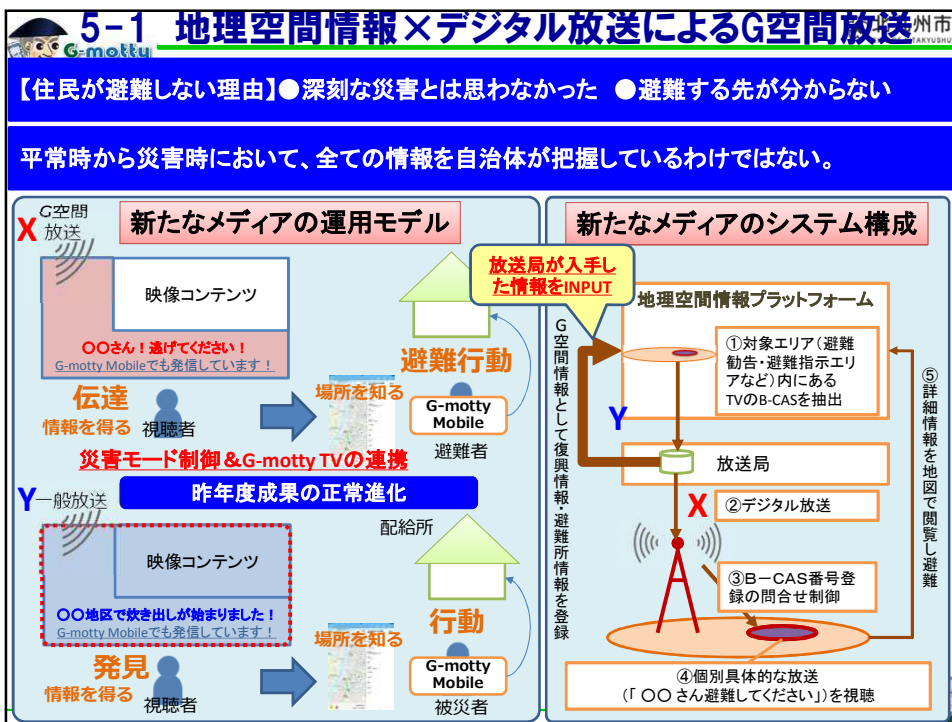 5-1 地理空間情報×デジタル放送によるG空間放送
G-motty
州市
【住民が避難しない理由】●深刻な災害とは思わなかった ●避難する先が分からない
平常時から災害時において、全ての情報を自治体が把握しているわけではない。
新たなメディアの運用モデル
X G空間
放送
映像コンテンツ
〇〇さん！逃げてください！
G-motty Mobileでも発信しています！
伝達
情報を得る
視聴者
場所を知る
避難行動
G-motty
Mobile
避難者
災害モード制御＆G-motty TVの連携
昨年度成果の正常進化
Y 一般放送
映像コンテンツ
〇〇地区で炊き出しが始まりました！
G-motty Mobileでも発信しています！
発見
情報を得る
視聴者
場所を知る
配給所
行動
G-motty
Mobile
被災者
新たなメディアのシステム構成
放送局が入手し
た情報をINPUT
地理空間情報プラットフォーム
①対象エリア（避難
勧告・避難指示エリ
アなど）内にある
TVのB-CASを抽出
Y
G空間情報として復興情報・避難所情報を登録
放送局
X
②デジタル放送
③B－CAS番号登
録の問合せ制御
④個別具体的な放送
（「 〇〇 さん避難してください」）を視聴
⑤詳細情報を地図で閲覧し避難